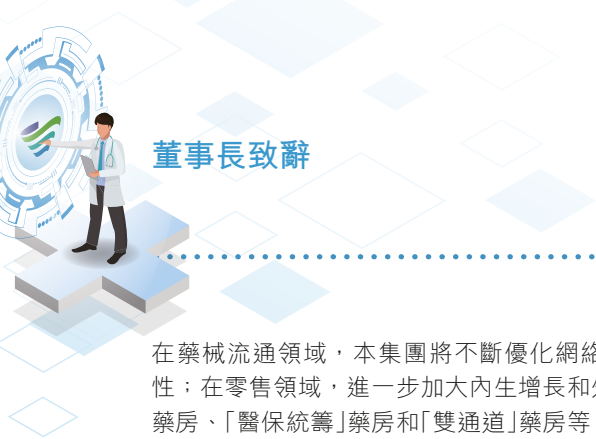 董事長致辭
在藥械流通領域，本集團將不斷優化網絡
性；在零售領域，進一步加大內生增長和
藥房、「醫保統籌」藥房和「雙通道」藥房等